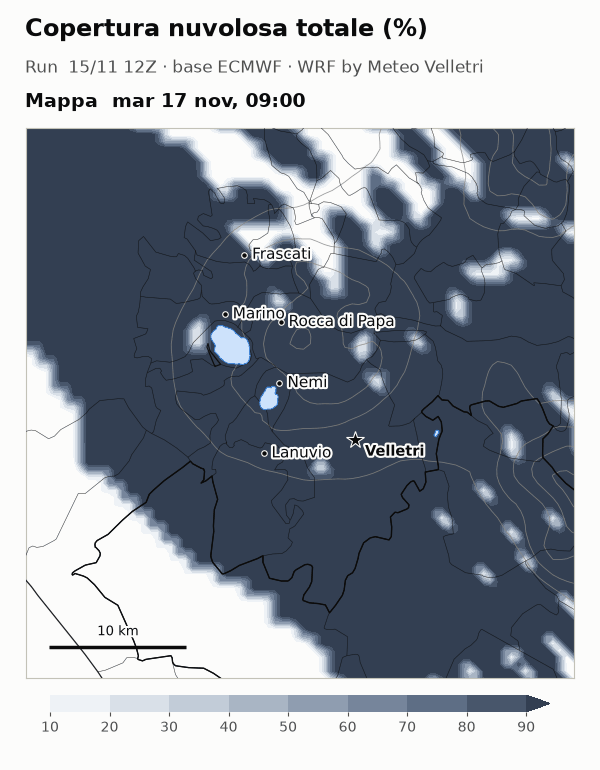 Copertura nuvolosa totale (%)
Run  15/11 12Z · base ECMWF · WRF by Meteo Velletri
Mappa  mar 17 nov, 09:00
Frascati
Marino
Rocca di Papa
Nemi
Velletri
Lanuvio
10 km
10 20 30 40 50 60 70 80 90